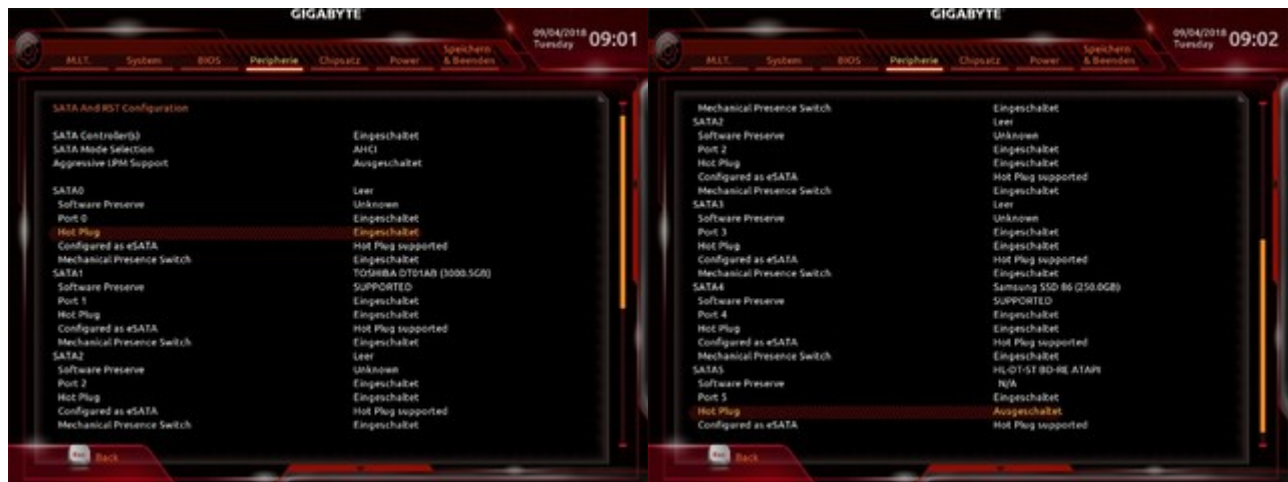 GIGABYTE
09/04/2018 Tuesday 09:01
M.I.T. System BIOS Peripherie Chipsatz Power Speichern & Beenden
SATA And RST Configuration
SATA Controller(s) Eingeschaltet
SATA Mode Selection AHCI
Aggressive LPM Support Ausgeschaltet
SATA0 Leer
Software Preserve Unknown
Port 0 Eingeschaltet
Hot Plug Eingeschaltet
Configured as eSATA Hot Plug supported
Mechanical Presence Switch Eingeschaltet
SATA1 TOSHIBA DT01AB (3000.5GB)
Software Preserve SUPPORTED
Port 1 Eingeschaltet
Hot Plug Eingeschaltet
Configured as eSATA Hot Plug supported
Mechanical Presence Switch Eingeschaltet
SATA2 Leer
Software Preserve Unknown
Port 2 Eingeschaltet
Hot Plug Eingeschaltet
Configured as eSATA Hot Plug supported
Mechanical Presence Switch Eingeschaltet
Esc Back
GIGABYTE
09/04/2018 Tuesday 09:02
M.I.T. System BIOS Peripherie Chipsatz Power Speichern & Beenden
Mechanical Presence Switch Eingeschaltet
SATA2 Leer
Software Preserve Unknown
Port 2 Eingeschaltet
Hot Plug Eingeschaltet
Configured as eSATA Hot Plug supported
Mechanical Presence Switch Eingeschaltet
SATA3 Leer
Software Preserve Unknown
Port 3 Eingeschaltet
Hot Plug Eingeschaltet
Configured as eSATA Hot Plug supported
Mechanical Presence Switch Eingeschaltet
SATA4 Samsung SSD 86 (250.0GB)
Software Preserve SUPPORTED
Port 4 Eingeschaltet
Hot Plug Eingeschaltet
Configured as eSATA Hot Plug supported
Mechanical Presence Switch Eingeschaltet
SATA5 HL-DT-ST BD-RE ATAPI
Software Preserve N/A
Port 5 Eingeschaltet
Hot Plug Ausgeschaltet
Configured as eSATA Hot Plug supported
Esc Back